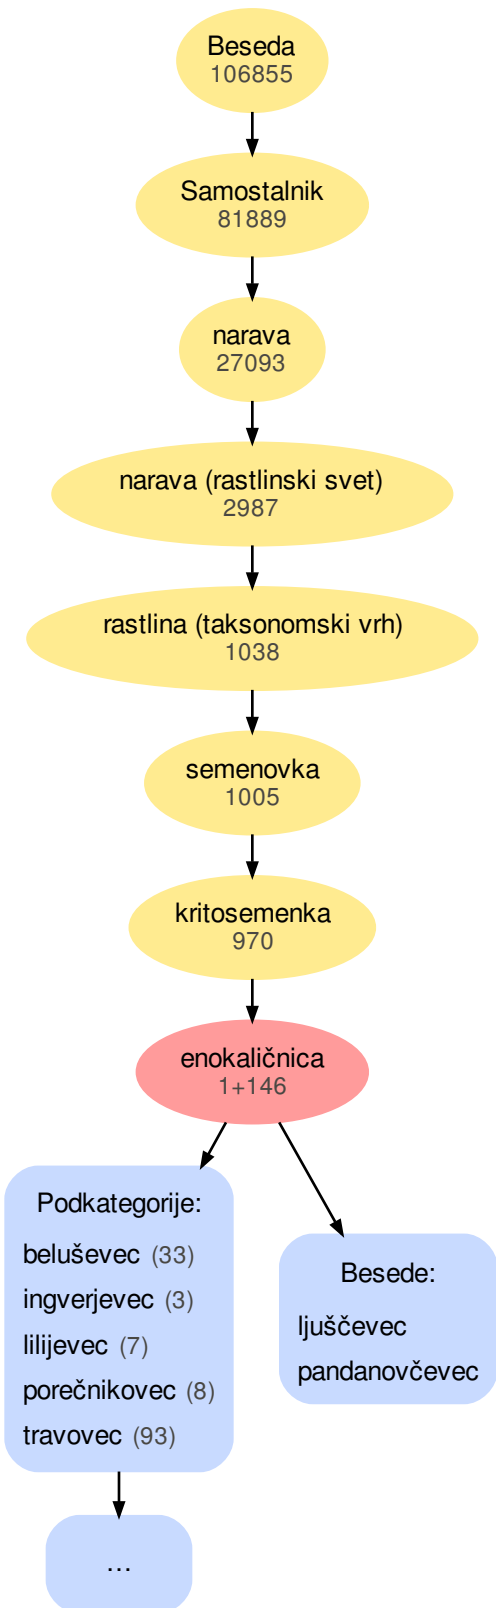 Beseda
106855
Samostalnik
81889
narava
27093
narava (rastlinski svet)
2987
rastlina (taksonomski vrh)
1038
semenovka
1005
kritosemenka
970
enokaličnica
1+146
Podkategorije:
beluševec (33)
ingverjevec (3)
lilijevec (7)
porečnikovec (8)
travovec (93)
Besede:
ljuščevec
pandanovčevec
...